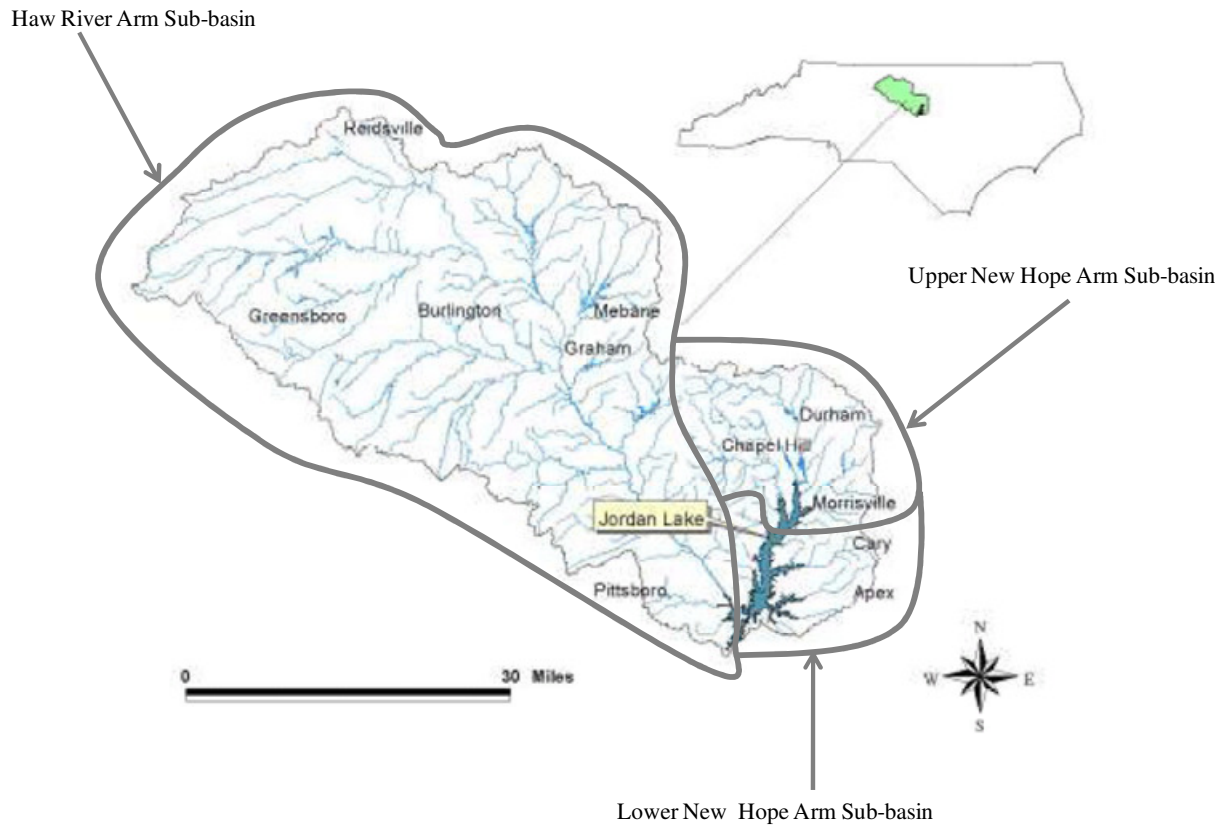 Haw River Arm Sub-basin
Reidsville
Upper New Hope Arm Sub-basin
Greensboro
Burlington
Mebane
Graham
Durham
Chapel Hill
Morrisville
Jordan Lake
Cary
Pittsboro
Apex
0 30 Miles
N
W E
S
Lower New Hope Arm Sub-basin